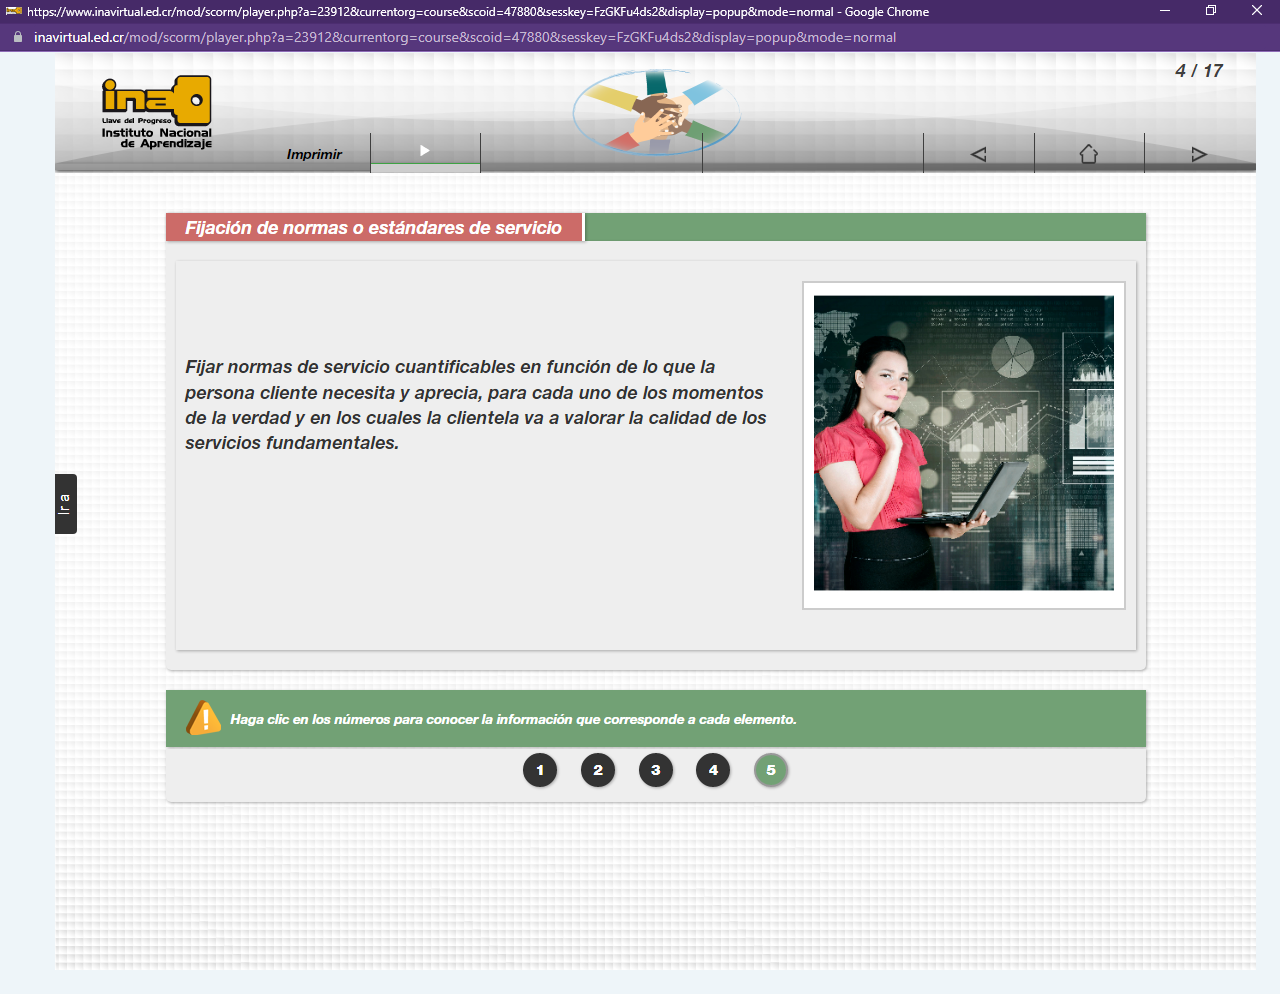 https://www.inavirtual.ed.cr/mod/scorm/player.php?a=23912&currentorg=course&scoid=47880&sesskey=FzGKFu4ds2&display=popup&mode=normal - Google Chrome
inavirtual.ed.cr/mod/scorm/player.php?a=23912&currentorg=course&scoid=47880&sesskey=FzGKFu4ds2&display=popup&mode=normal
4 / 17
ina
Llave del Progreso
Instituto Nacional
de Aprendizaje
Imprimir
Fijación de normas o estándares de servicio
Fijar normas de servicio cuantificables en función de lo que la
persona cliente necesita y aprecia, para cada uno de los momentos
de la verdad y en los cuales la clientela va a valorar la calidad de los
servicios fundamentales.
Ir a
Haga clic en los números para conocer la información que corresponde a cada elemento.
1 2 3 4 5